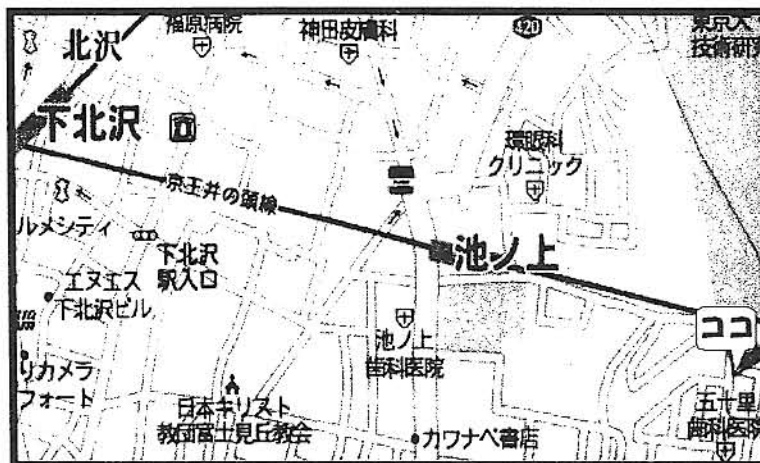 福原病院
神田皮膚科
420
北沢
技術研究
下北沢
環眼科
クリニック
京王井の頭線
ルメシティ
下北沢
駅入口
池ノ上
エヌエス
下北沢ビル
ココ
池ノ上
歯科医院
りカメラ
フォート
日本キリスト
教団富士見丘教会
カワナベ書店
五十里
歯科医院